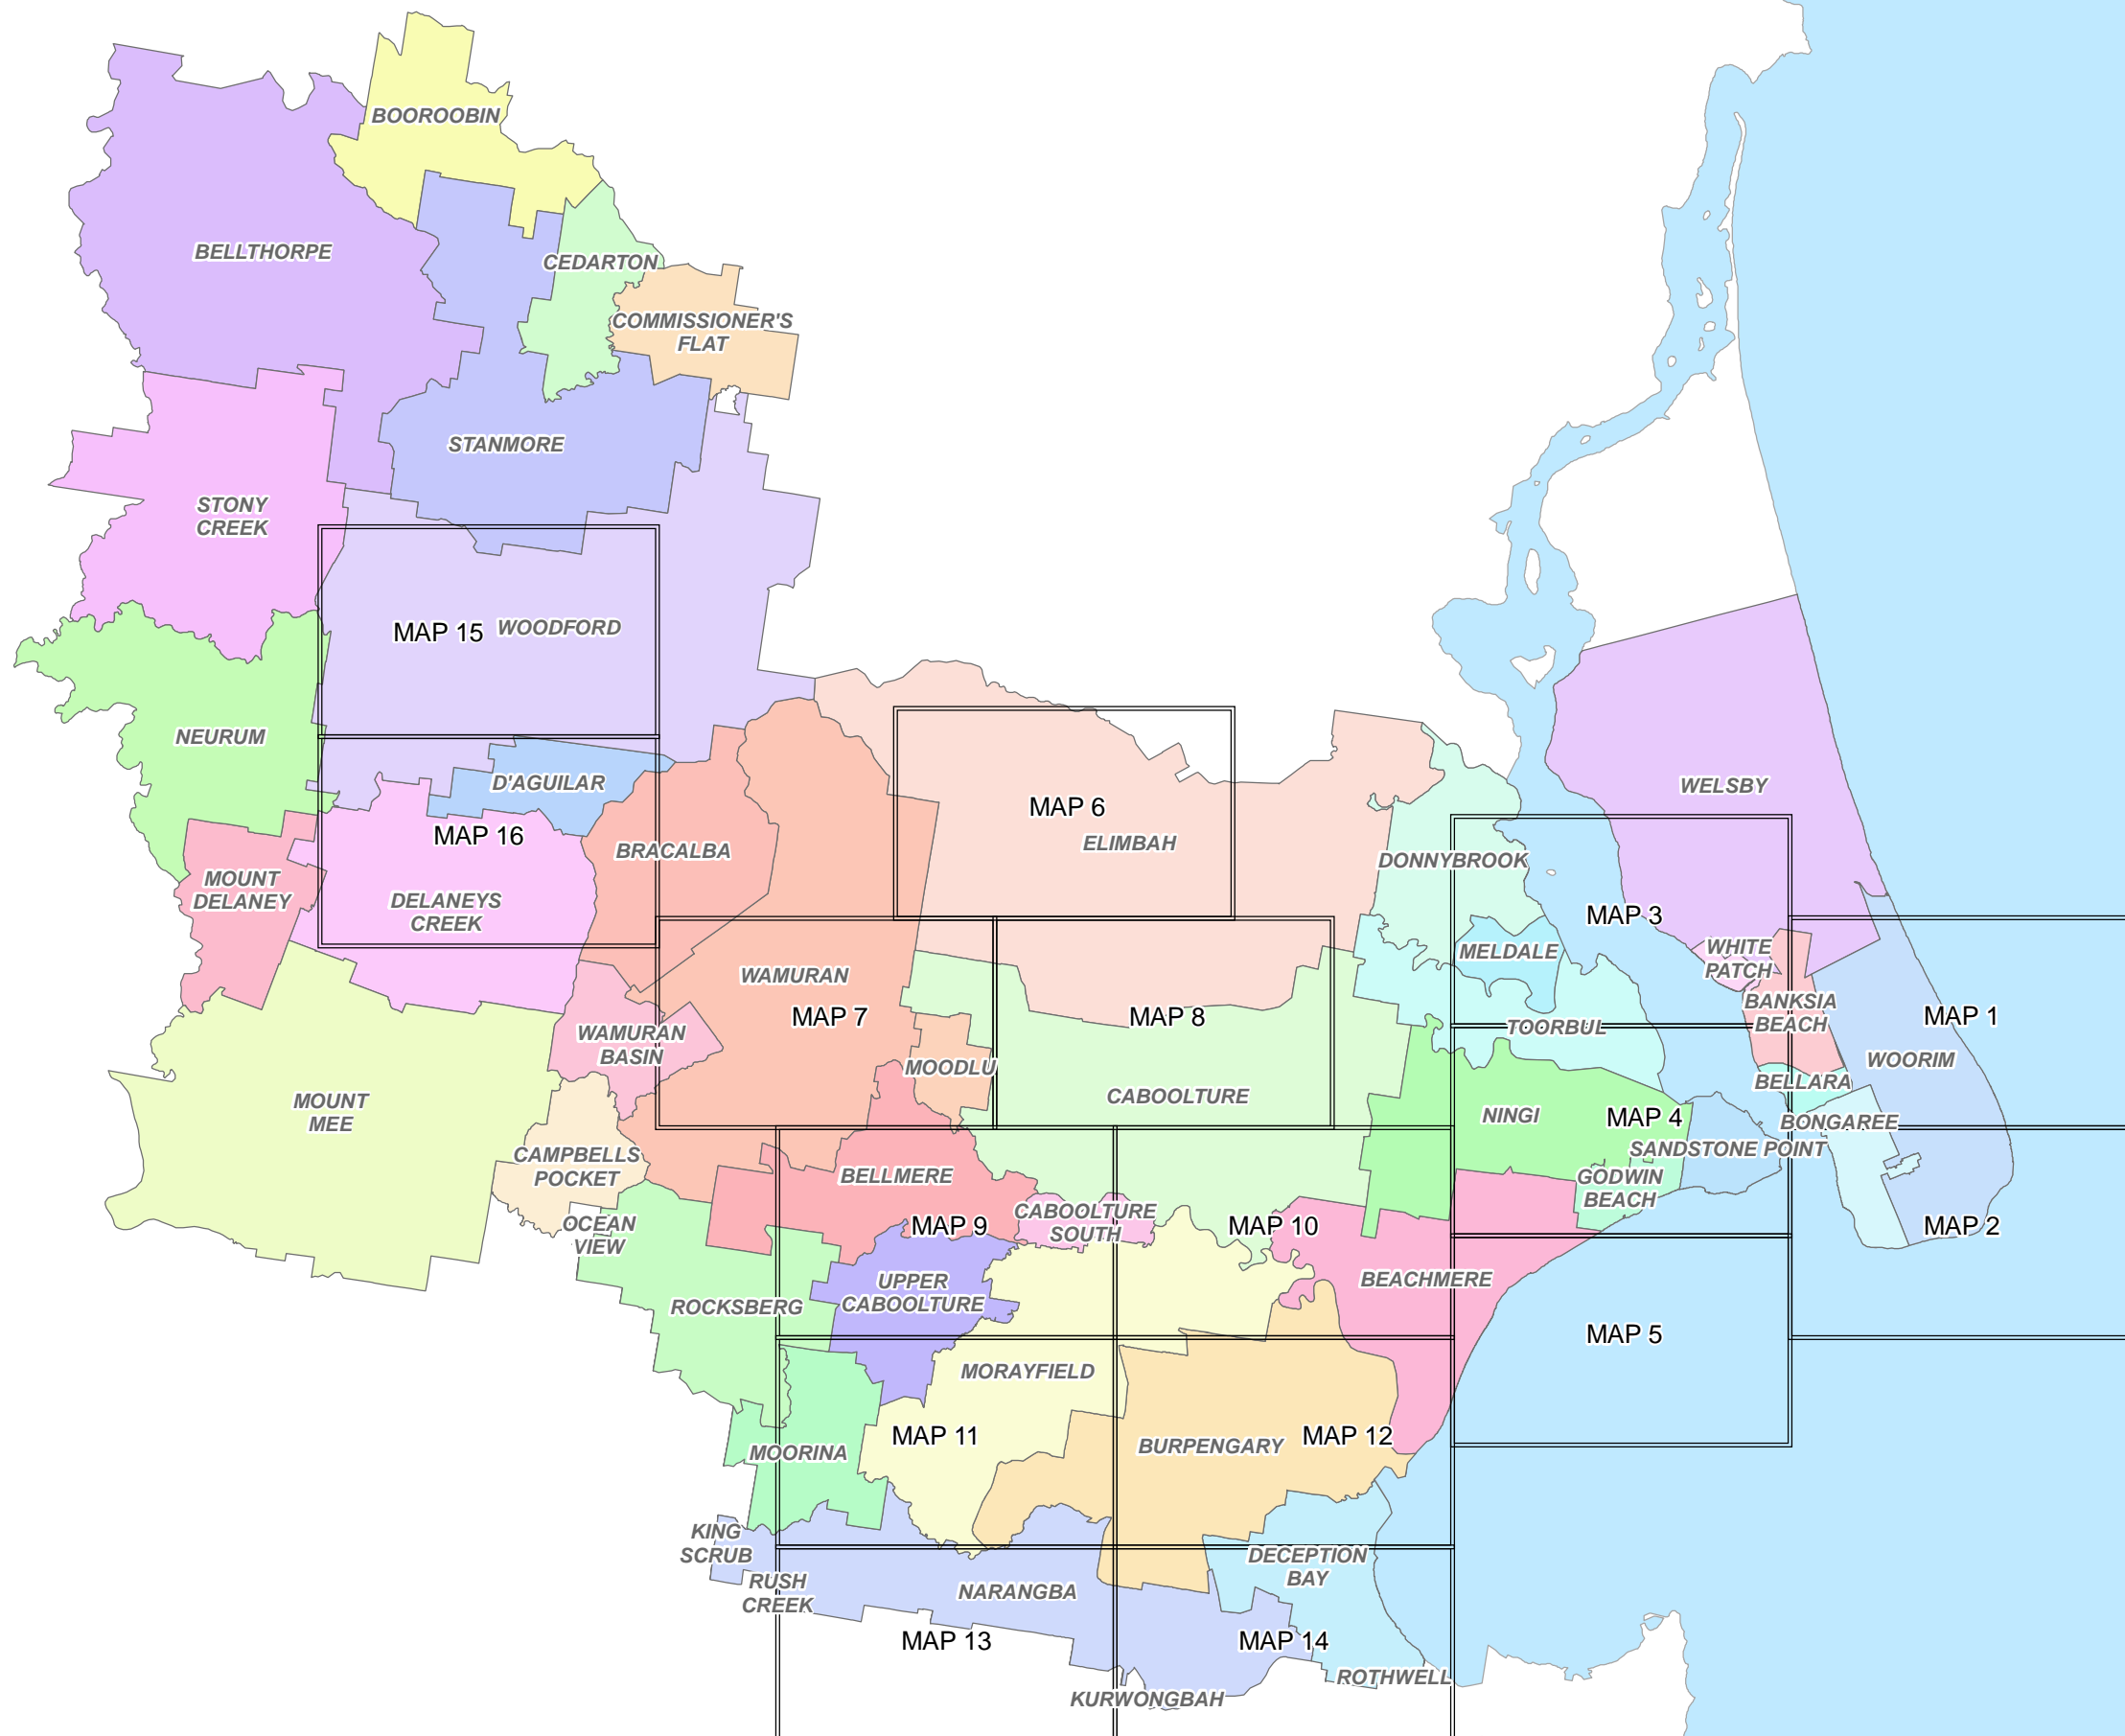 BOOROOBIN
BELLTHORPE
CEDARTON
COMMISSIONER'S
FLAT
STANMORE
STONY
CREEK
MAP 15
WOODFORD
NEURUM
D'AGUILAR
WELSBY
MAP 6
MAP 16
ELIMBAH
BRACALBA
DONNYBROOK
MOUNT
DELANEY
DELANEYS
CREEK
MAP 3
WHITE
PATCH
MELDALE
WAMURAN
BANKSIA
BEACH
MAP 7
MAP 8
MAP 1
TOORBUL
WAMURAN
BASIN
WOORIM
MOODLU
BELLARA
CABOOLTURE
MOUNT
MEE
NINGI
MAP 4
BONGAREE
SANDSTONE POINT
CAMPBELLS
POCKET
BELLMERE
GODWIN
BEACH
CABOOLTURE
SOUTH
OCEAN
VIEW
MAP 9
MAP 10
MAP 2
UPPER
CABOOLTURE
BEACHMERE
ROCKSBERG
MAP 5
MORAYFIELD
MAP 11
MAP 12
BURPENGARY
MOORINA
KING
SCRUB
DECEPTION
BAY
RUSH
CREEK
NARANGBA
MAP 13
MAP 14
ROTHWELL
KURWONGBAH